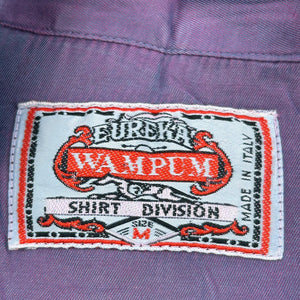 EUREKA
WAMPUM
SHIRT DIVISION
SIZE
M
MADE IN ITALY